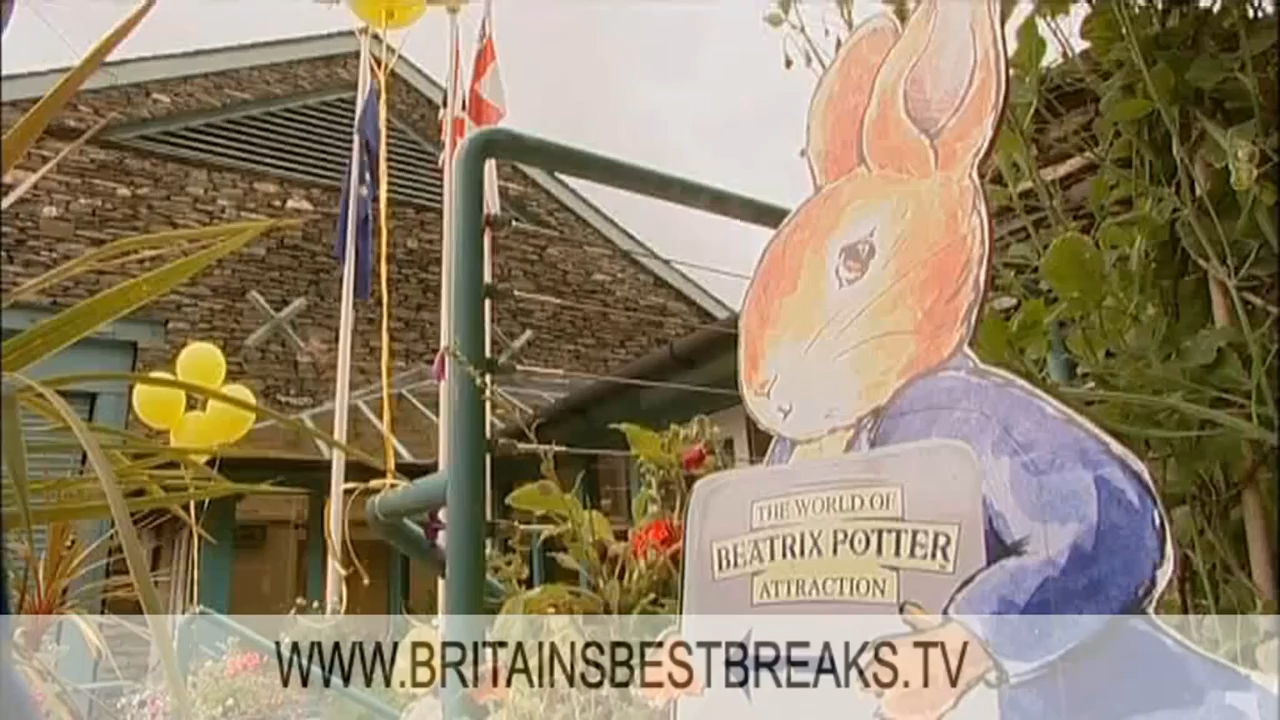 THE WORLD OF
BEATRIX POTTER
ATTRACTION
WWW.BRITAINSBESTBREAKS.TV